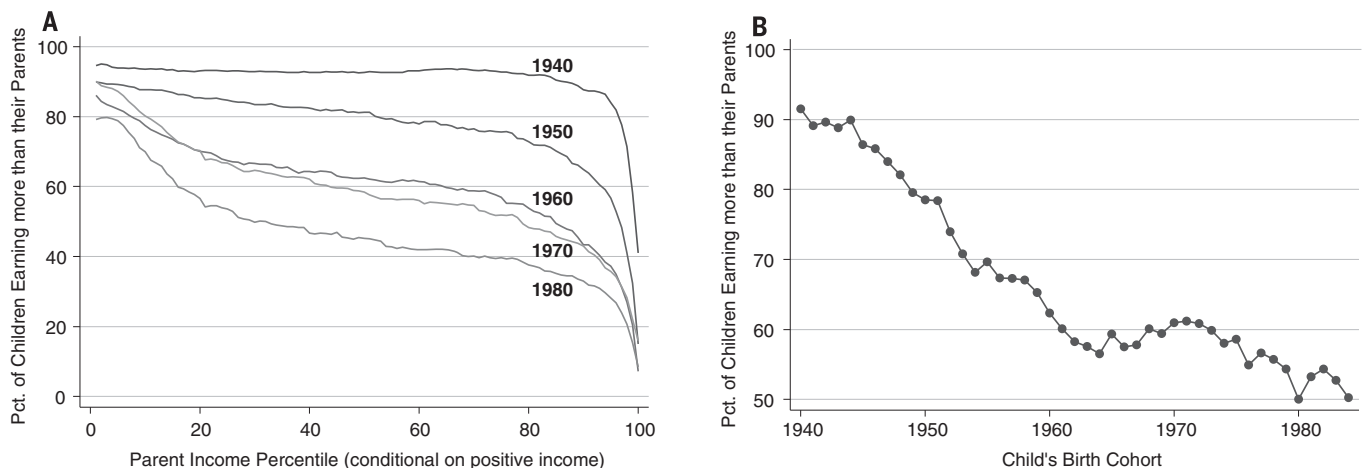 A
Pct. of Children Earning more than their Parents
100
80
60
40
20
0
1940
1950
1960
1970
1980
0 20 40 60 80 100
Parent Income Percentile (conditional on positive income)
B
Pct. of Children Earning more than their Parents
100
90
80
70
60
50
1940 1950 1960 1970 1980
Child's Birth Cohort